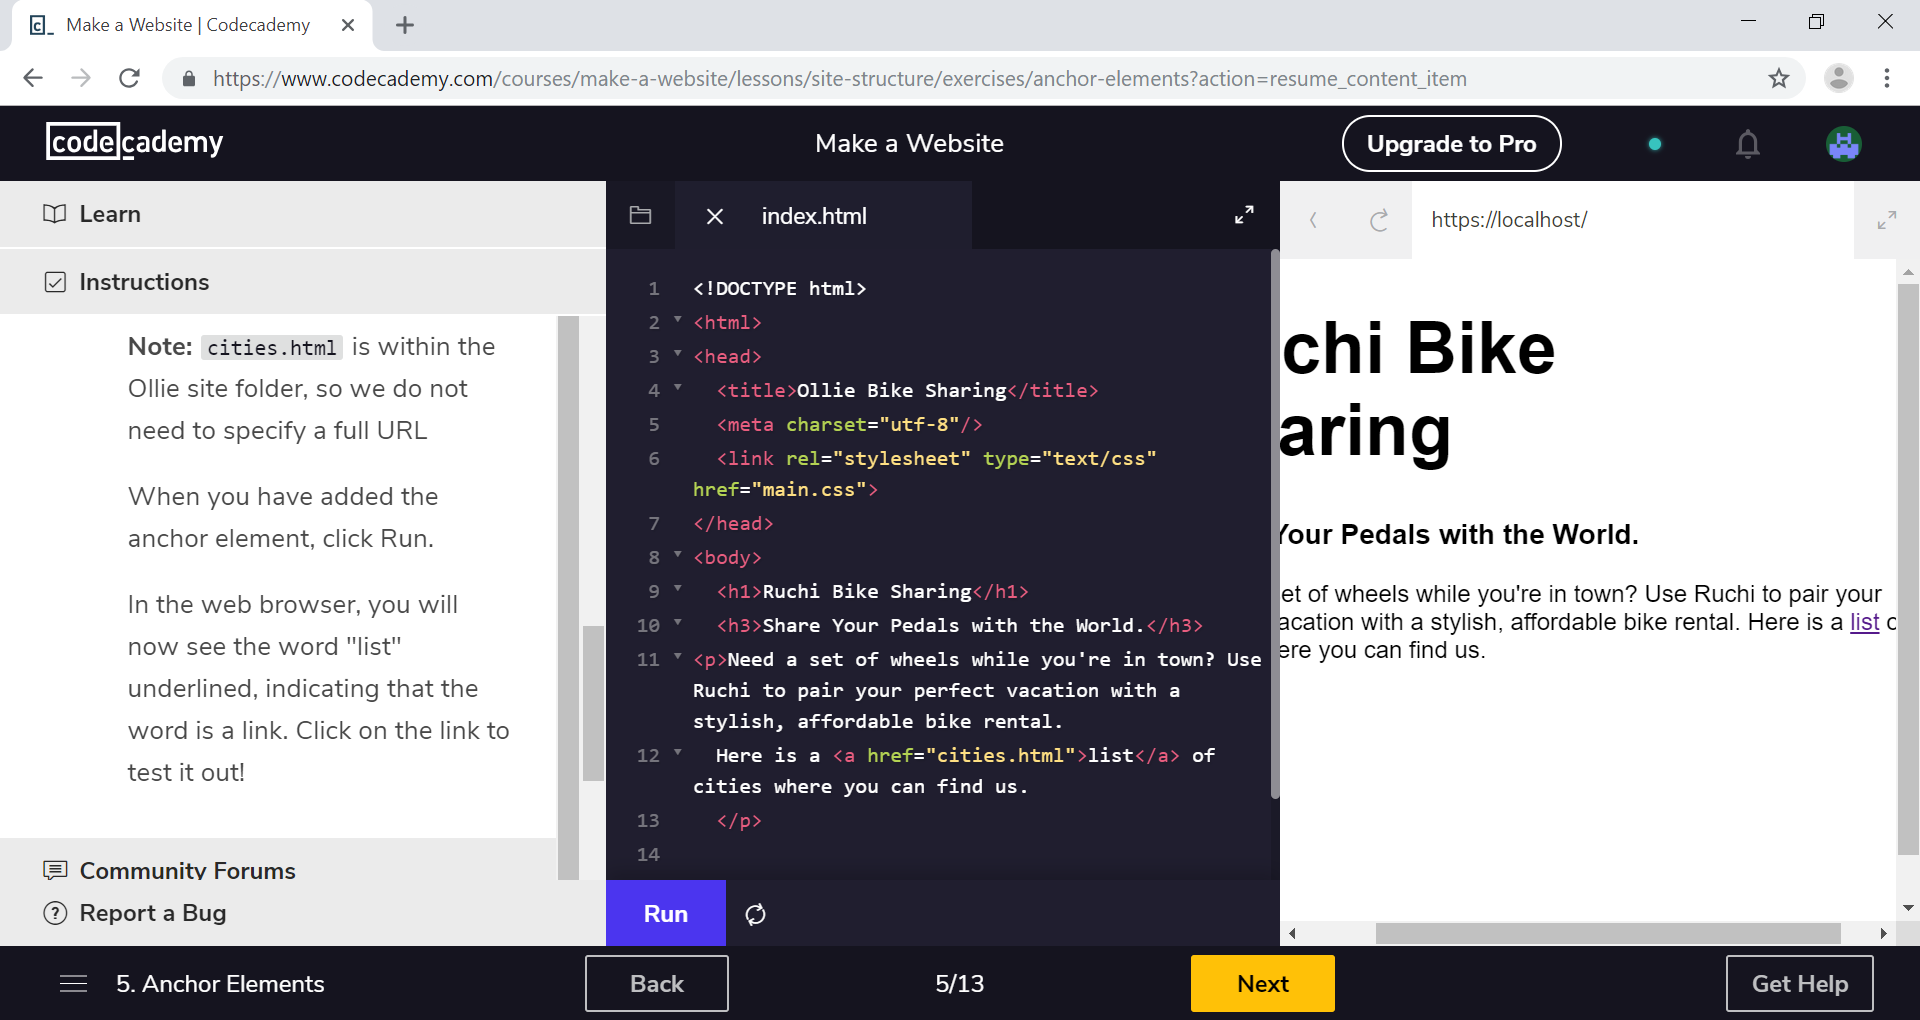 Make a Website | Codecademy
https://www.codecademy.com/courses/make-a-website/lessons/site-structure/exercises/anchor-elements?action=resume_content_item
codecademy
Make a Website
Upgrade to Pro
Learn
Instructions
Note: cities.html is within the
Ollie site folder, so we do not
need to specify a full URL
When you have added the
anchor element, click Run.
In the web browser, you will
now see the word "list"
underlined, indicating that the
word is a link. Click on the link to
test it out!
Community Forums
Report a Bug
index.html
1 <!DOCTYPE html>
2 <html>
3 <head>
4 <title>Ollie Bike Sharing</title>
5 <meta charset="utf-8"/>
6 <link rel="stylesheet" type="text/css"
href="main.css">
7 </head>
8 <body>
9 <h1>Ruchi Bike Sharing</h1>
10 <h3>Share Your Pedals with the World.</h3>
11 <p>Need a set of wheels while you're in town? Use
Ruchi to pair your perfect vacation with a
stylish, affordable bike rental.
12 Here is a <a href="cities.html">list</a> of
cities where you can find us.
13 </p>
14
Run
https://localhost/
chi Bike
aring
Your Pedals with the World.
et of wheels while you're in town? Use Ruchi to pair your
acation with a stylish, affordable bike rental. Here is a list c
ere you can find us.
5. Anchor Elements
Back
5/13
Next
Get Help